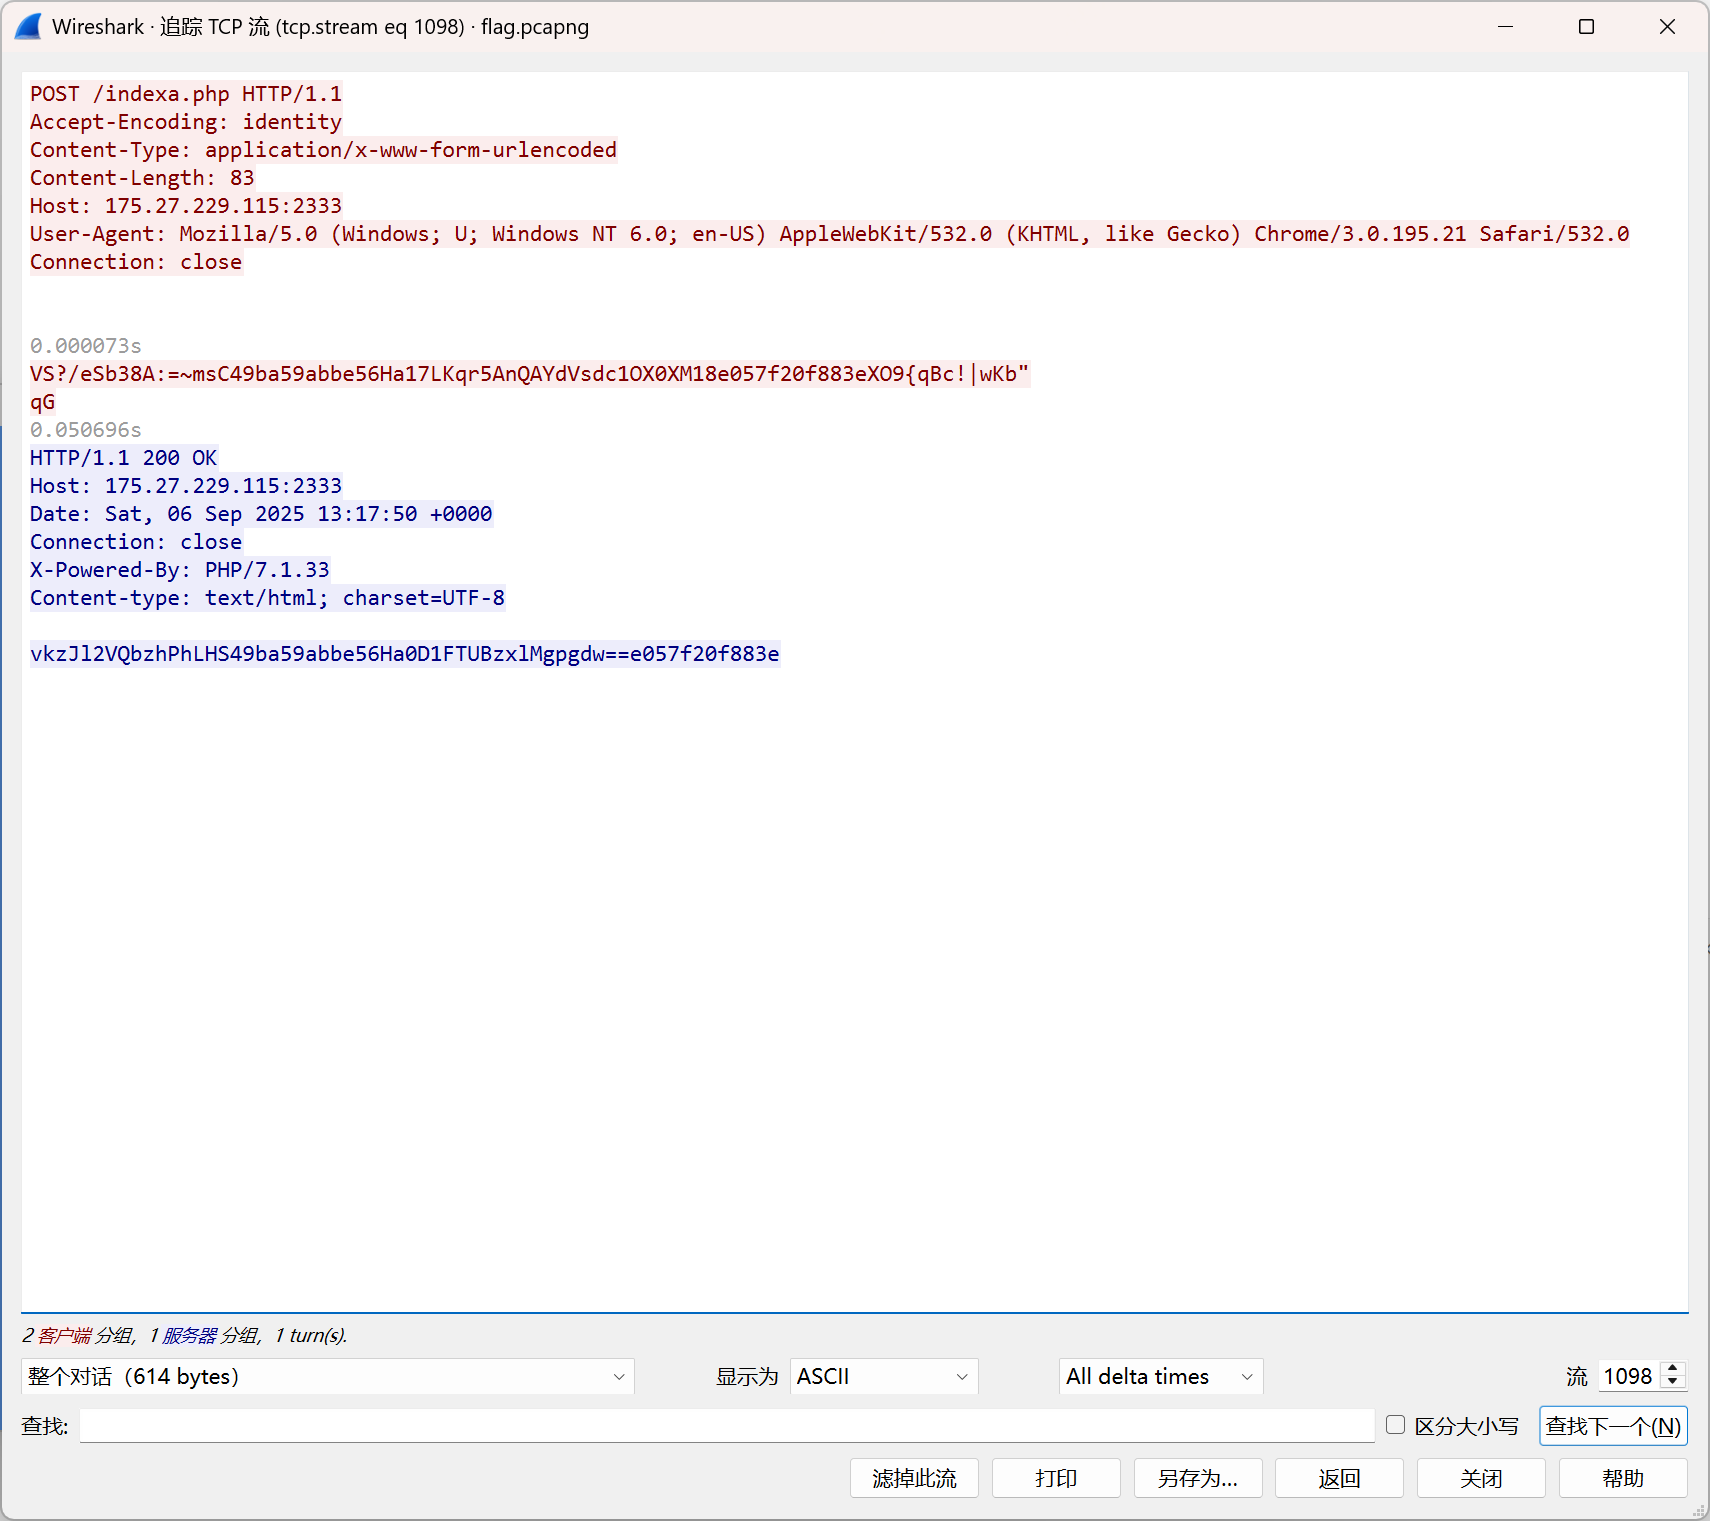 Wireshark · 追踪 TCP 流 (tcp.stream eq 1098) · flag.pcapng
POST /indexa.php HTTP/1.1
Accept-Encoding: identity
Content-Type: application/x-www-form-urlencoded
Content-Length: 83
Host: 175.27.229.115:2333
User-Agent: Mozilla/5.0 (Windows; U; Windows NT 6.0; en-US) AppleWebKit/532.0 (KHTML, like Gecko) Chrome/3.0.195.21 Safari/532.0
Connection: close
0.000073s
VS?/eSb38A:=~msC49ba59abbe56Ha17LKqr5AnQAYdVsdc1OX0XM18e057f20f883eXO9{qBc!|wKb"
qG
0.050696s
HTTP/1.1 200 OK
Host: 175.27.229.115:2333
Date: Sat, 06 Sep 2025 13:17:50 +0000
Connection: close
X-Powered-By: PHP/7.1.33
Content-type: text/html; charset=UTF-8
vkzJl2VQbzhPhLHS49ba59abbe56Ha0D1FTUBzxlMgpgdw==e057f20f883e
2 客户端 分组, 1 服务器 分组, 1 turn(s).
整个对话（614 bytes） 显示为 ASCII All delta times 流 1098
查找: 区分大小写 查找下一个(N)
滤掉此流 打印 另存为... 返回 关闭 帮助